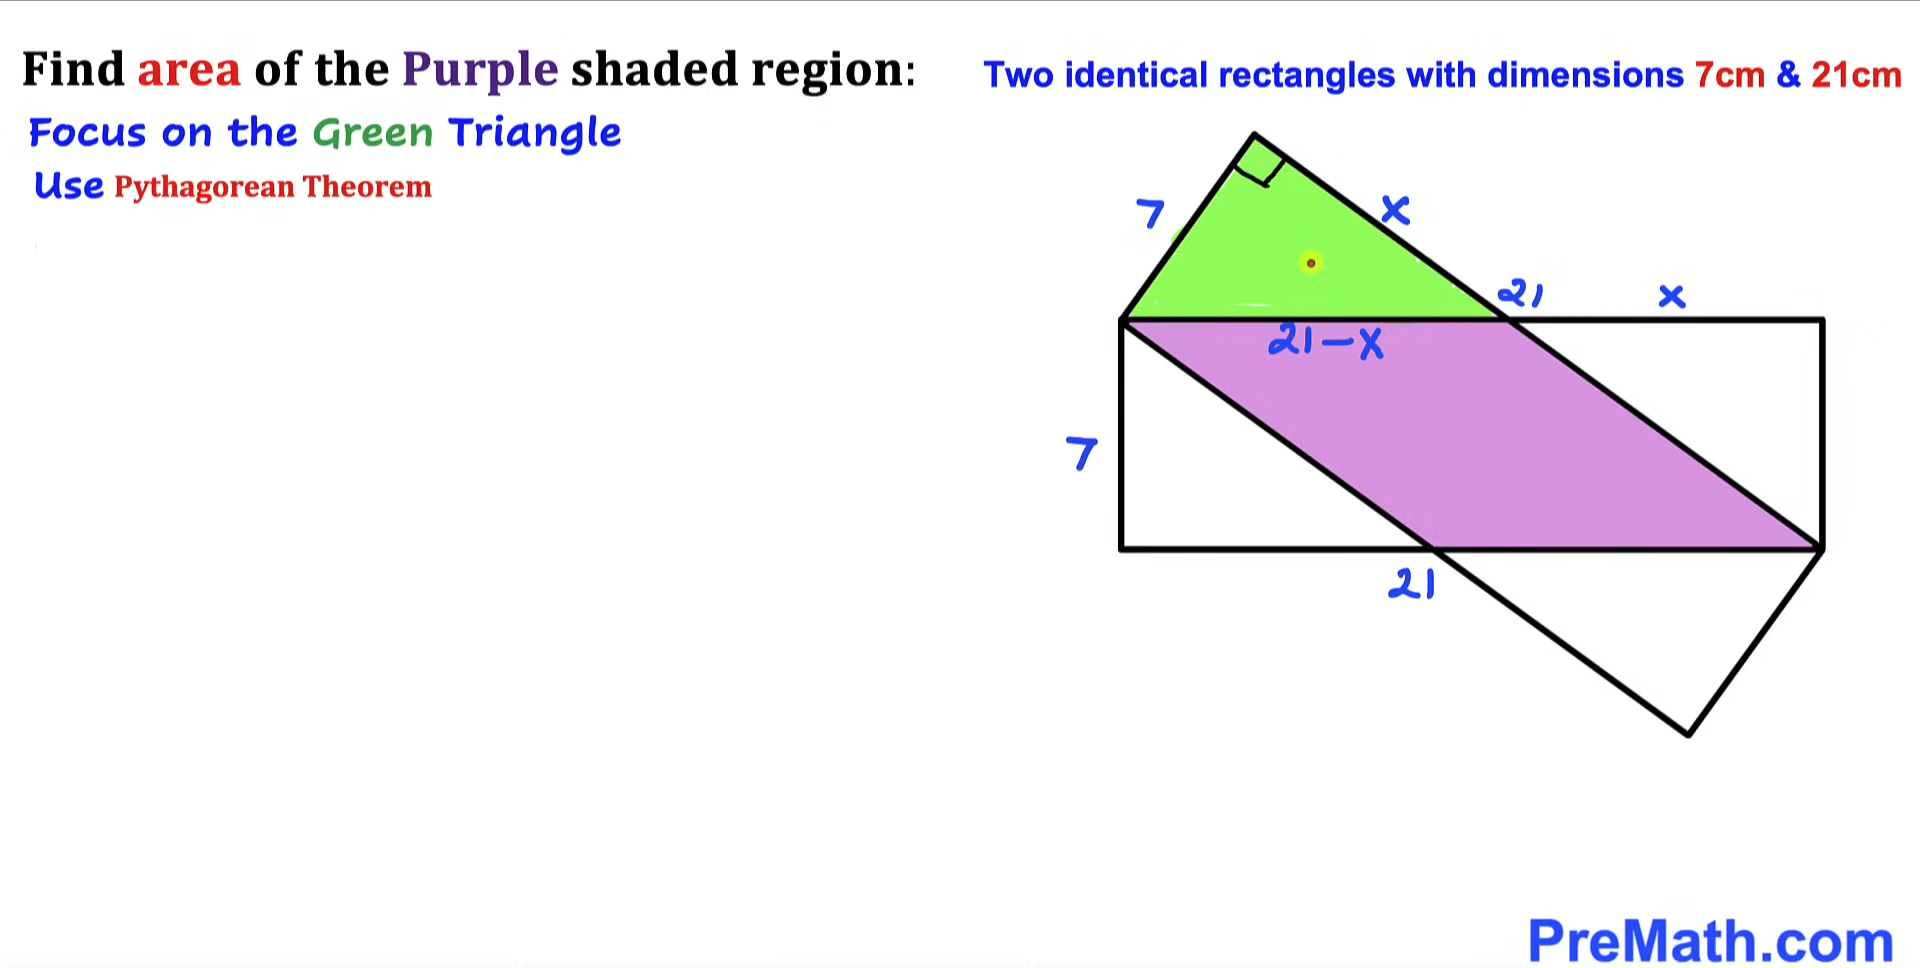 Find area of the Purple shaded region:
Two identical rectangles with dimensions 7cm & 21cm
Focus on the Green Triangle
Use Pythagorean Theorem
7
x
21
x
21-x
7
21
PreMath.com